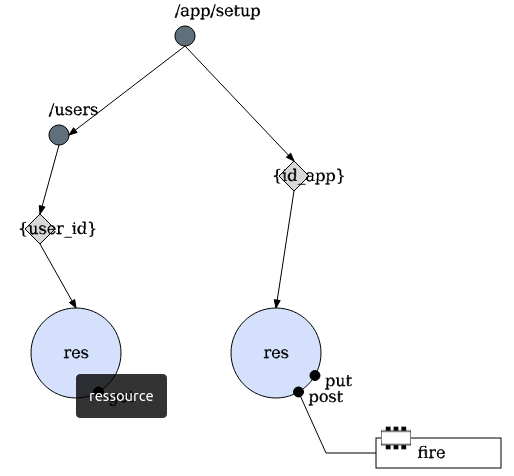 /app/setup
/users
{id_app}
{user_id}
res
res
put
post
ressource
fire